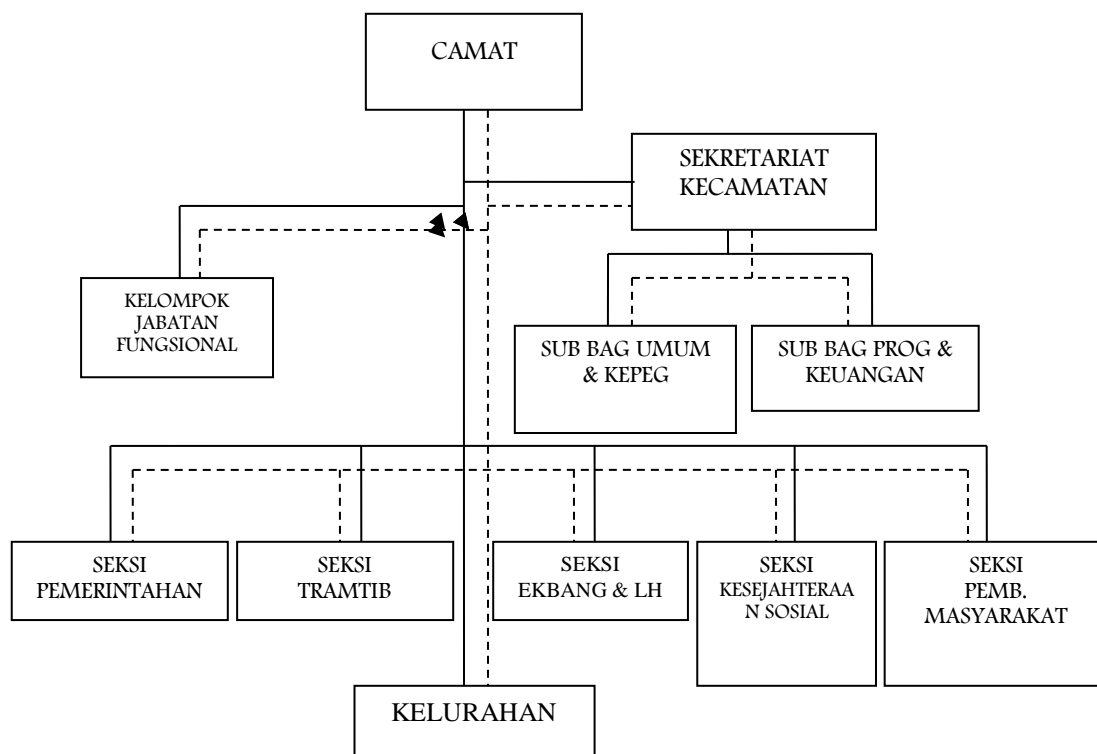 CAMAT
SEKRETARIAT
KECAMATAN
KELOMPOK
JABATAN
FUNGSIONAL
SUB BAG UMUM
& KEPEG
SUB BAG PROG &
KEUANGAN
SEKSI
PEMERINTAHAN
SEKSI
TRAMTIB
SEKSI
EKBANG & LH
SEKSI
KESEJAHTERAA
N SOSIAL
SEKSI
PEMB.
MASYARAKAT
KELURAHAN